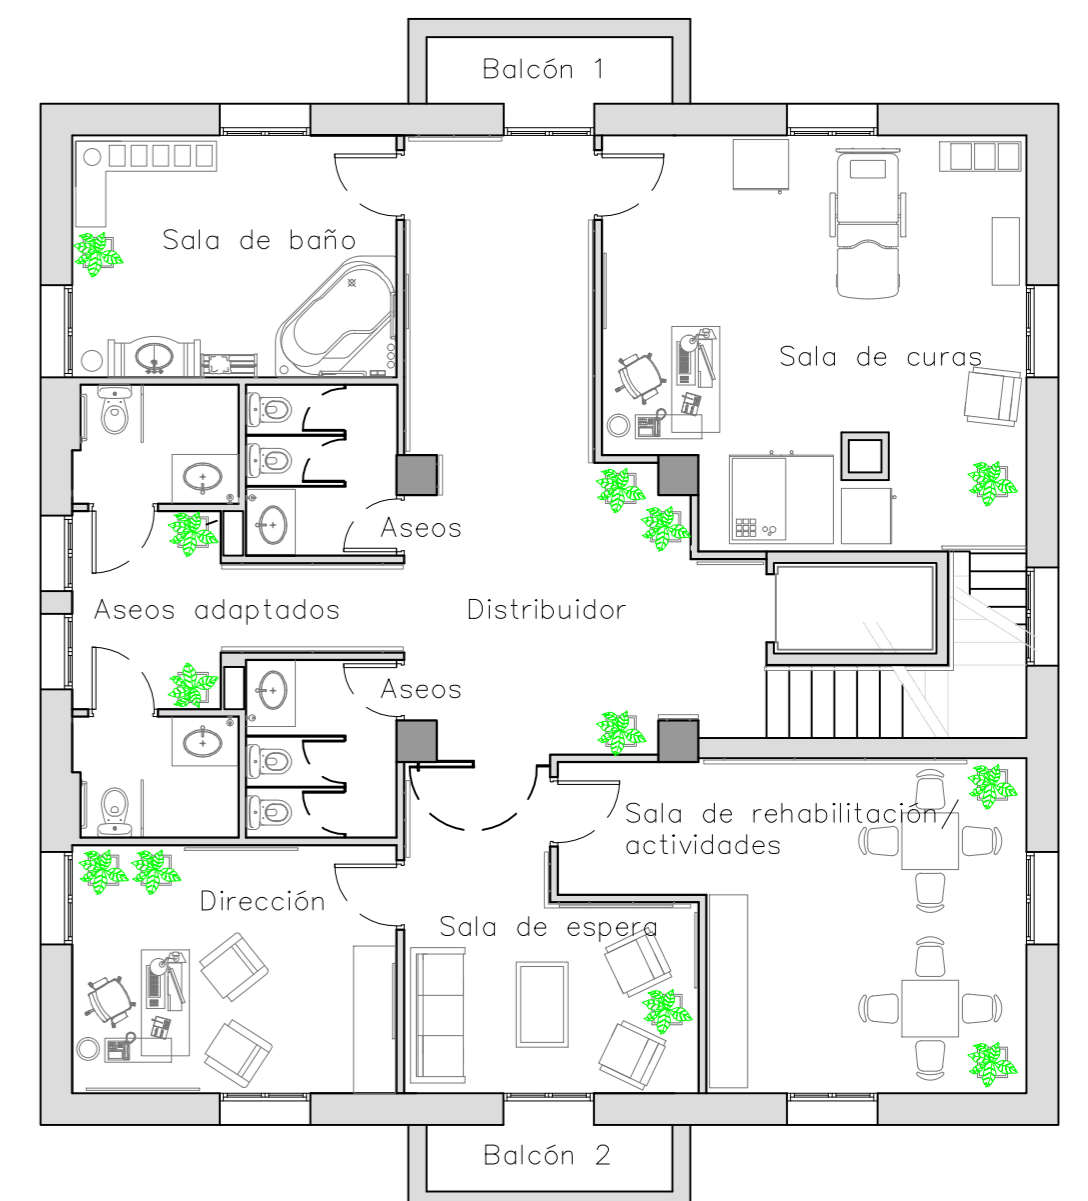 Balcón 1
Sala de baño
Sala de curas
Aseos
Aseos adaptados
Distribuidor
Aseos
Sala de rehabilitación/
actividades
Dirección
Sala de espera
Balcón 2